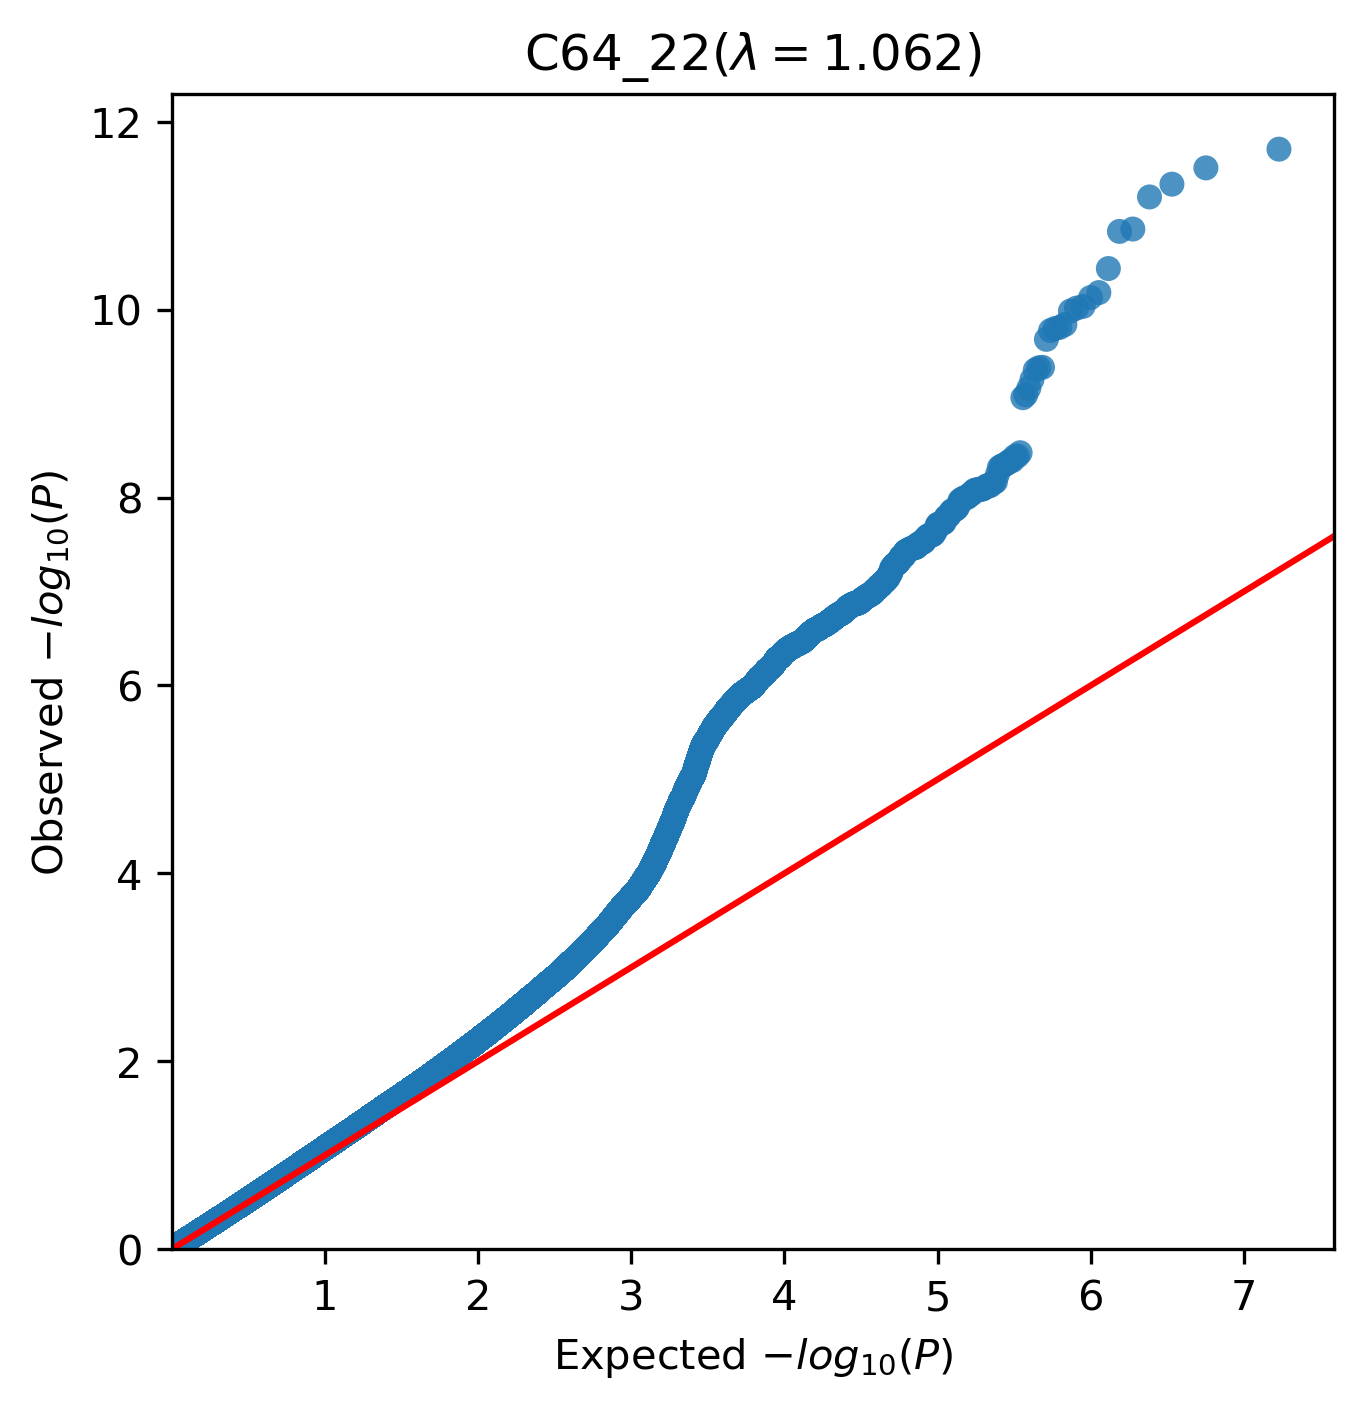 C64_22(λ = 1.062)
12
10
8
6
4
2
0
Observed −log₁₀(P)
1 2 3 4 5 6 7
Expected −log₁₀(P)